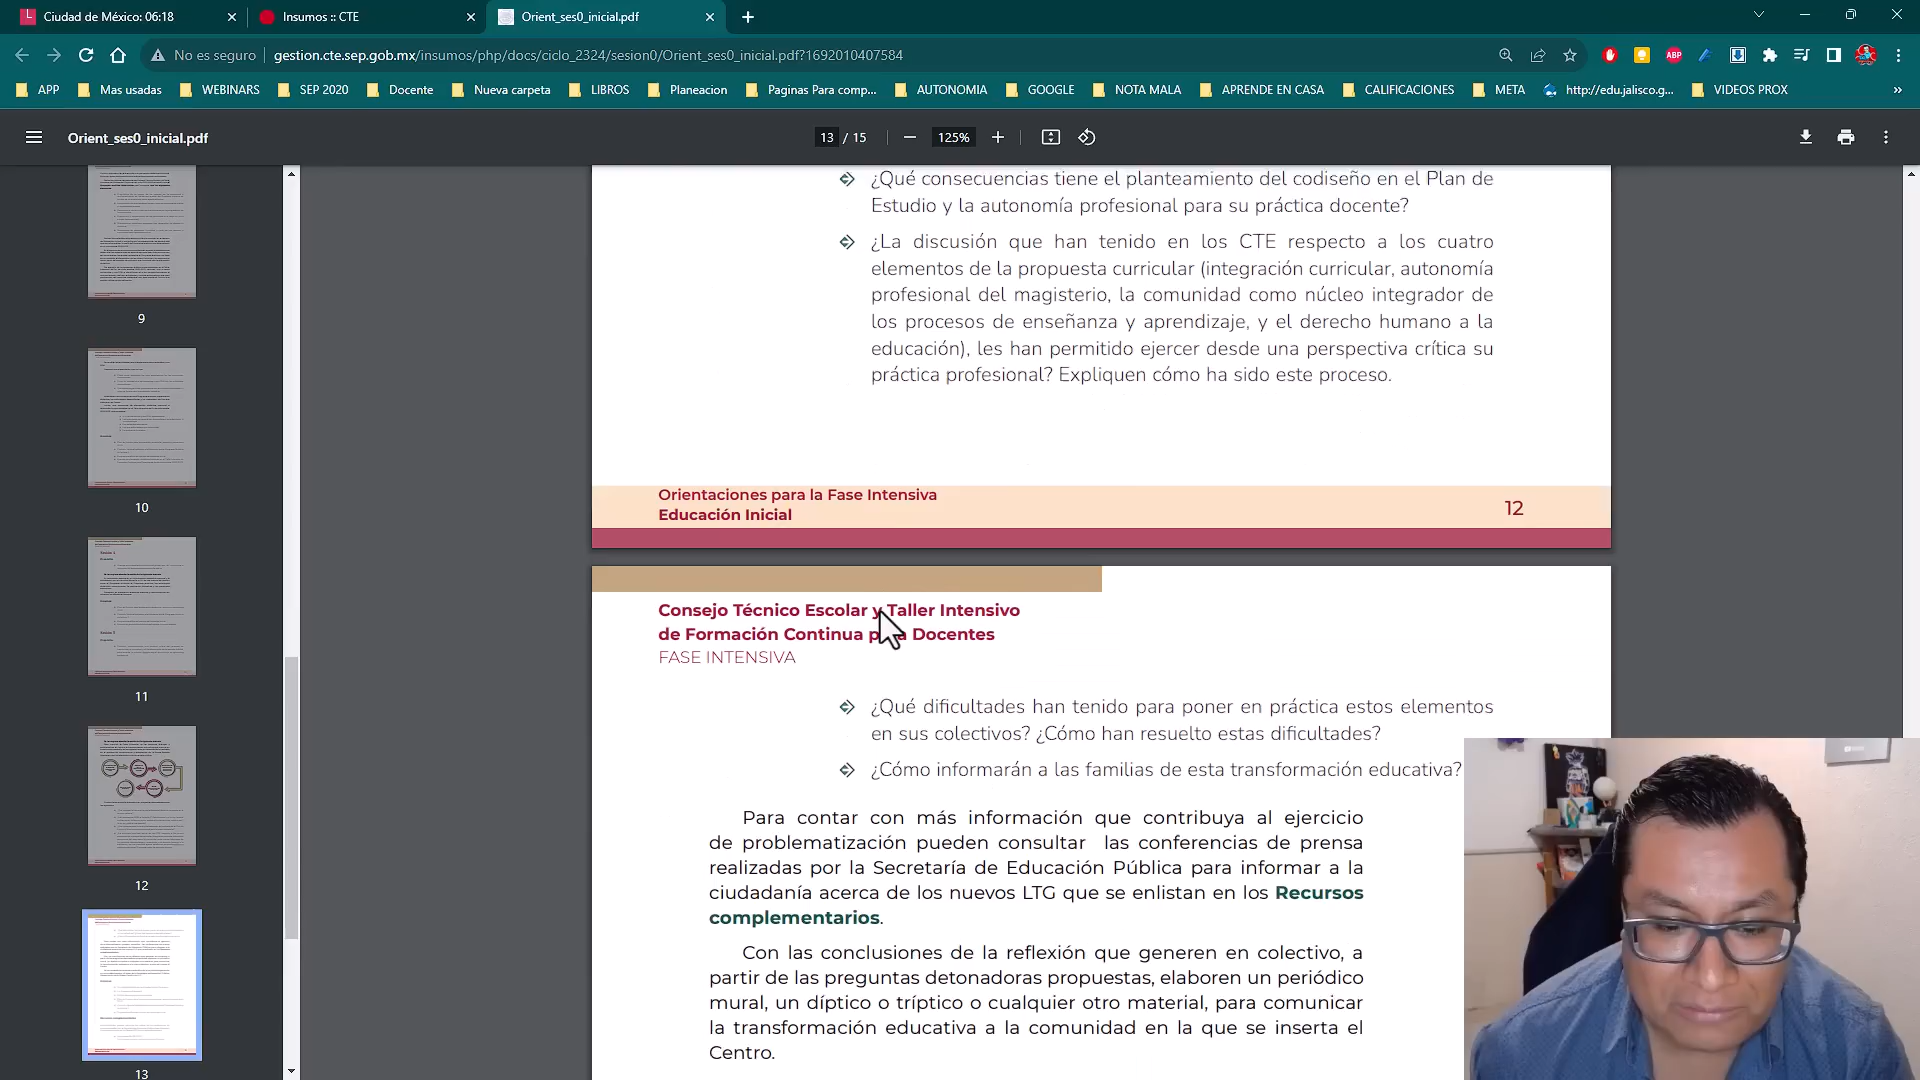 Ciudad de México: 06:18
Insumos :: CTE
Orient_ses0_inicial.pdf
No es seguro
gestion.cte.sep.gob.mx/insumos/php/docs/ciclo_2324/sesion0/Orient_ses0_inicial.pdf?1692010407584
ABP
APP
Mas usadas
WEBINARS
SEP 2020
Docente
Nueva carpeta
LIBROS
Planeacion
Paginas Para comp...
AUTONOMIA
GOOGLE
NOTA MALA
APRENDE EN CASA
CALIFICACIONES
META
http://edu.jalisco.g...
VIDEOS PROX
»
Orient_ses0_inicial.pdf
13 / 15
125%
9
10
11
12
13
¿Qué consecuencias tiene el planteamiento del codiseño en el Plan de
Estudio y la autonomía profesional para su práctica docente?
¿La discusión que han tenido en los CTE respecto a los cuatro
elementos de la propuesta curricular (integración curricular, autonomía
profesional del magisterio, la comunidad como núcleo integrador de
los procesos de enseñanza y aprendizaje, y el derecho humano a la
educación), les han permitido ejercer desde una perspectiva crítica su
práctica profesional? Expliquen cómo ha sido este proceso.
Orientaciones para la Fase Intensiva
Educación Inicial
12
Consejo Técnico Escolar y Taller Intensivo
de Formación Continua para Docentes
FASE INTENSIVA
¿Qué dificultades han tenido para poner en práctica estos elementos
en sus colectivos? ¿Cómo han resuelto estas dificultades?
¿Cómo informarán a las familias de esta transformación educativa?
Para contar con más información que contribuya al ejercicio
de problematización pueden consultar las conferencias de prensa
realizadas por la Secretaría de Educación Pública para informar a la
ciudadanía acerca de los nuevos LTG que se enlistan en los Recursos
complementarios.
Con las conclusiones de la reflexión que generen en colectivo, a
partir de las preguntas detonadoras propuestas, elaboren un periódico
mural, un díptico o tríptico o cualquier otro material, para comunicar
la transformación educativa a la comunidad en la que se inserta el
Centro.